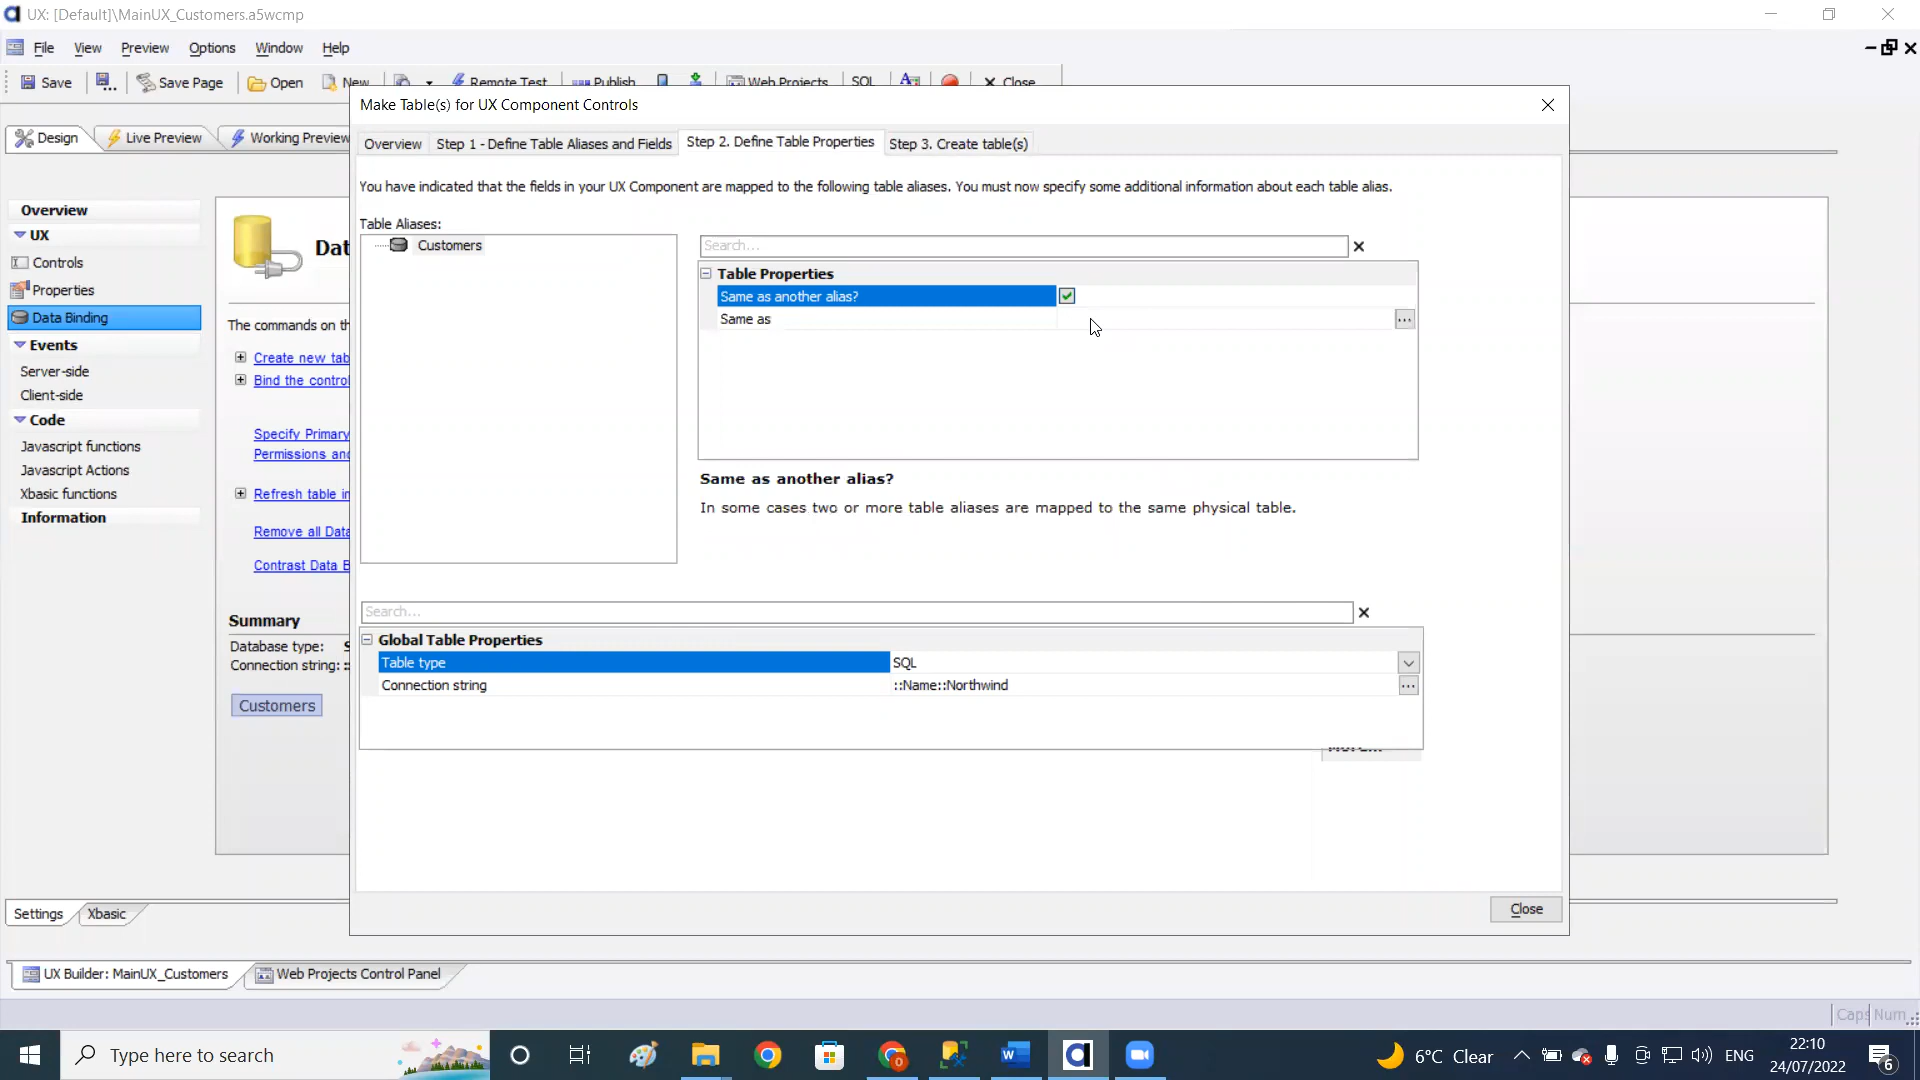 UX: [Default]\MainUX_Customers.a5wcmp
File View Preview Options Window Help
Save Save Page Open New Remote Test Publish Web Projects SQL Close
Make Table(s) for UX Component Controls
Design Live Preview Working Preview
Overview Step 1 - Define Table Aliases and Fields Step 2. Define Table Properties Step 3. Create table(s)
You have indicated that the fields in your UX Component are mapped to the following table aliases. You must now specify some additional information about each table alias.
Overview
UX
Controls
Properties
Data Binding
Events
Server-side
Client-side
Code
Javascript functions
Javascript Actions
Xbasic functions
Information
Dat
The commands on th
Create new tab
Bind the control
Specify Primary
Permissions and
Refresh table in
Remove all Data
Contrast Data B
Summary
Database type: S
Connection string: ::
Customers
Table Aliases:
Customers
Search...
Table Properties
Same as another alias?
Same as
...
Same as another alias?
In some cases two or more table aliases are mapped to the same physical table.
Search...
Global Table Properties
Table type SQL
Connection string ::Name::Northwind ...
Close
Settings Xbasic
UX Builder: MainUX_Customers Web Projects Control Panel
Caps Num
Type here to search
6°C Clear
ENG
22:10
24/07/2022
6